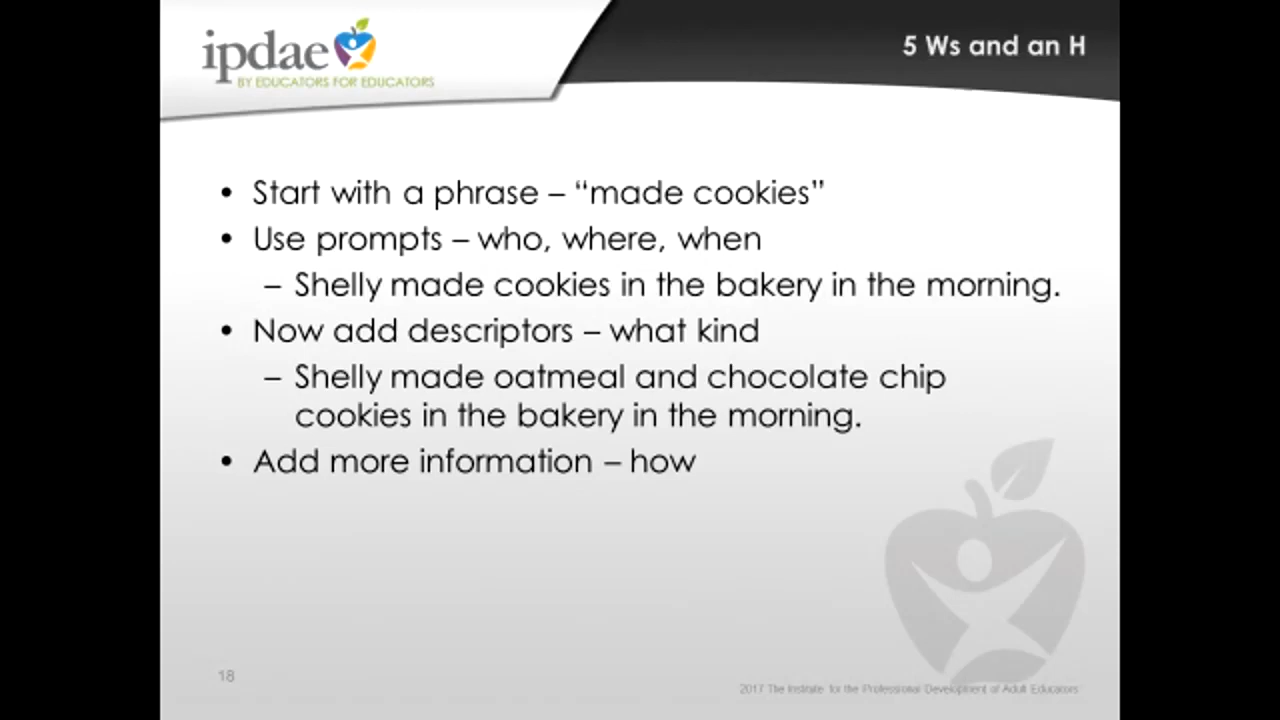 ipdae
BY EDUCATORS FOR EDUCATORS
5 Ws and an H
• Start with a phrase – “made cookies”
• Use prompts – who, where, when
– Shelly made cookies in the bakery in the morning.
• Now add descriptors – what kind
– Shelly made oatmeal and chocolate chip
cookies in the bakery in the morning.
• Add more information – how
18
2017 The Institute for the Professional Development of Adult Educators